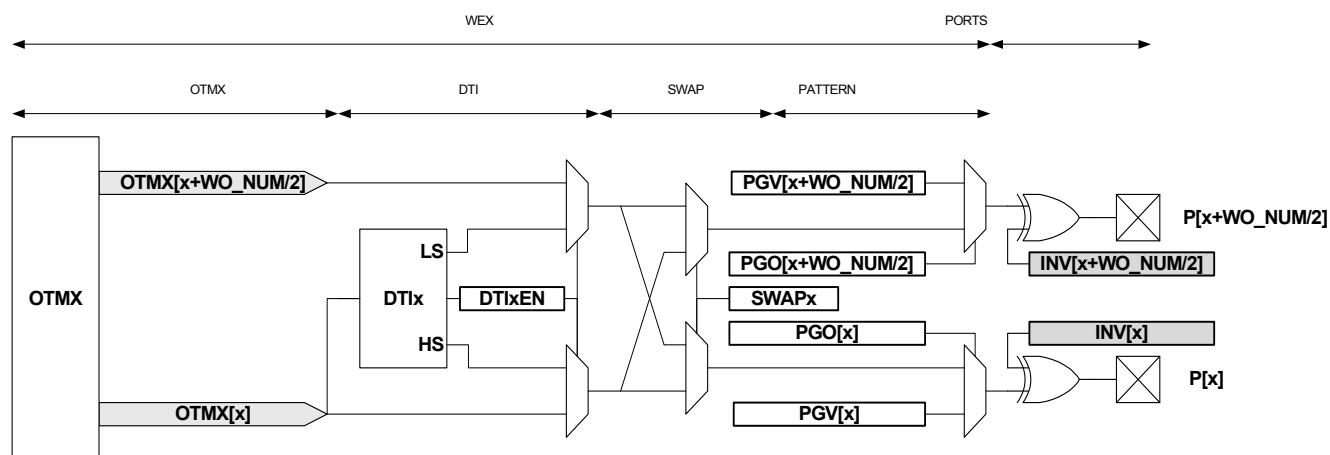 WEX PORTS
OTMX DTI SWAP PATTERN
OTMX[x+WO_NUM/2] PGV[x+WO_NUM/2]
P[x+WO_NUM/2]
LS
PGO[x+WO_NUM/2] INV[x+WO_NUM/2]
OTMX DTIx DTIxEN SWAPx
PGO[x] INV[x]
HS
P[x]
OTMX[x] PGV[x]